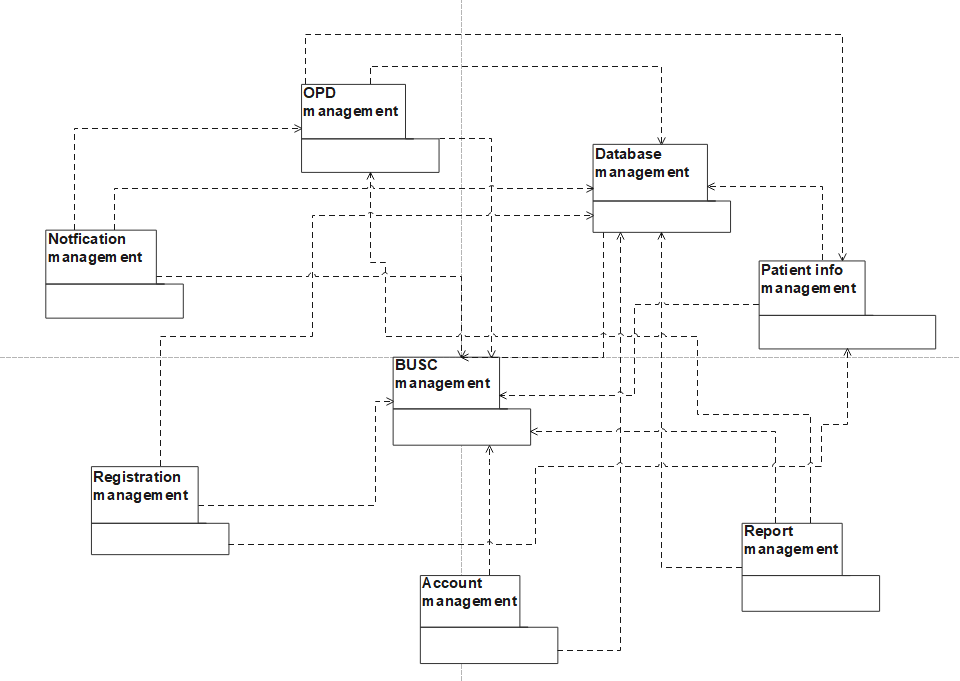 OPD
management
Database
management
Notfication
management
Patient info
management
BUSC
management
Registration
management
Report
management
Account
management